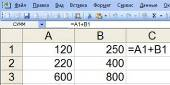 Файл Правка Вид Вставка Формат Сервис Данные
СУММ =A1+B1
A B C
1 120 250 =A1+B1
2 220 400
3 600 800